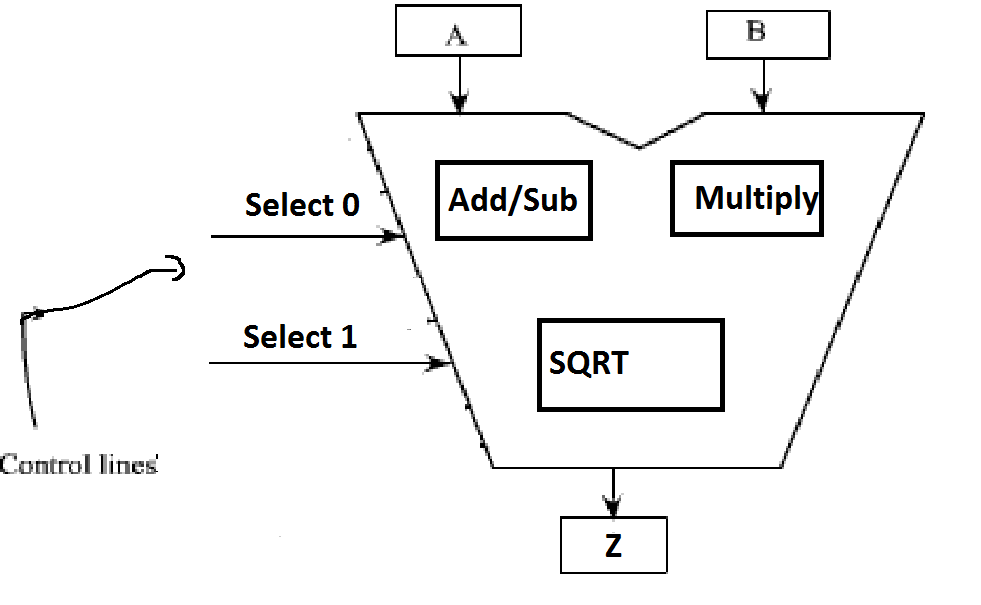 A
B
Select 0
Add/Sub
Multiply
Select 1
SQRT
Control lines
Z